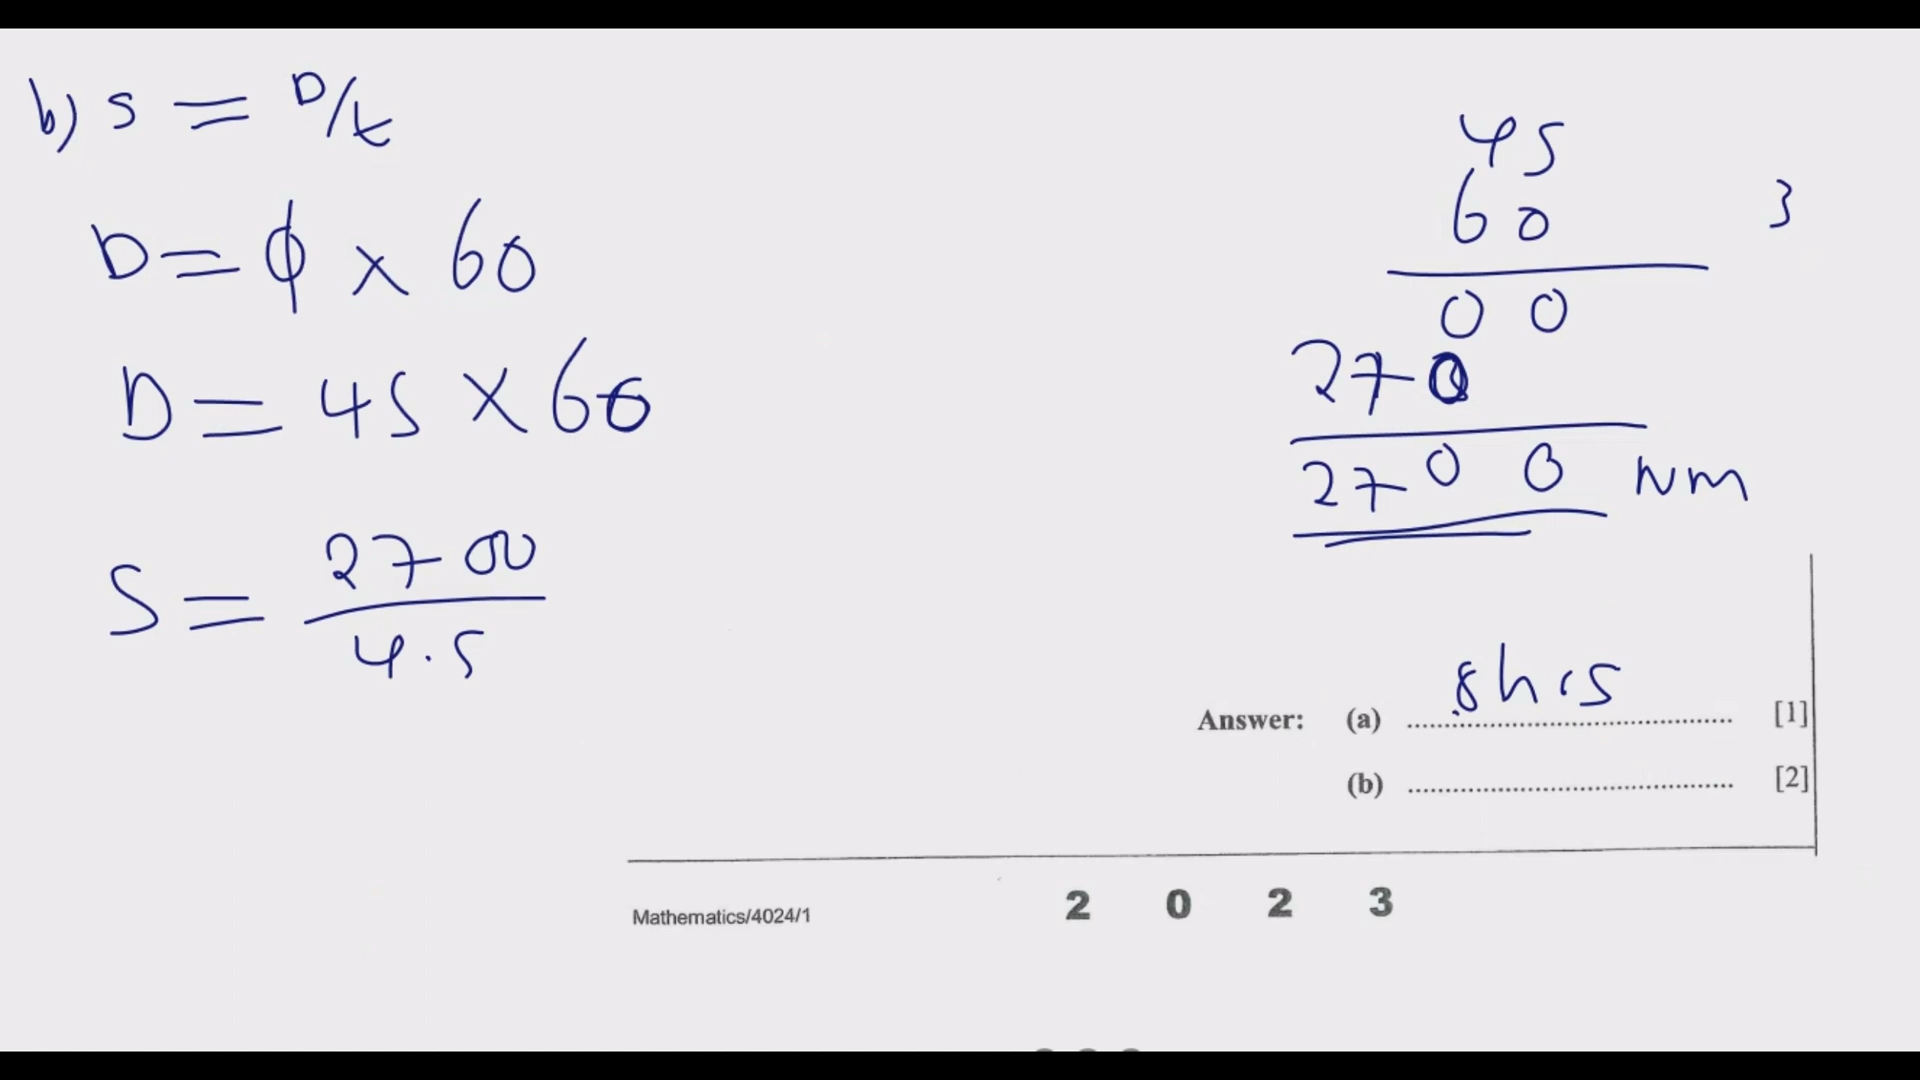 b) s = D/t
D = ϕ × 60
D = 45 × 60
S = 2700
4.5
45
60
3
00
270
2700 NM
8hrs
Answer: (a) ........................................ [1]
(b) ........................................ [2]
Mathematics/4024/1
2 0 2 3